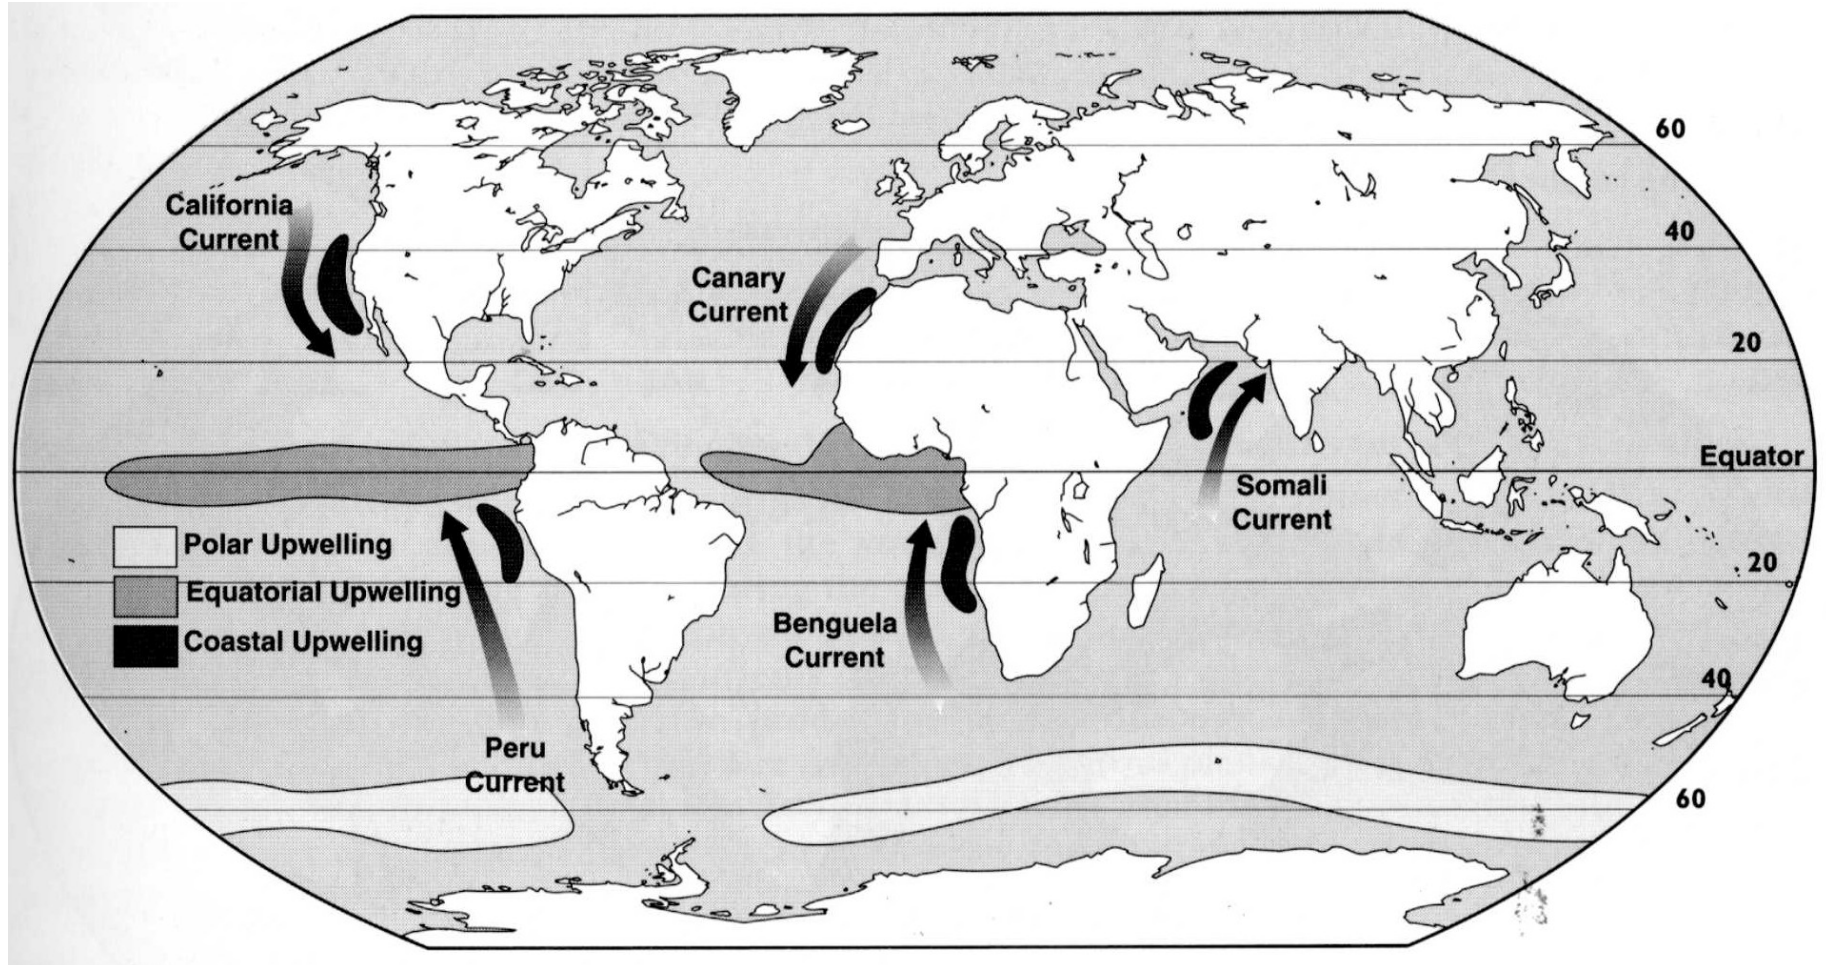 60
California
Current
40
Canary
Current
20
Equator
Somali
Current
Polar Upwelling
Equatorial Upwelling
Coastal Upwelling
20
Benguela
Current
40
Peru
Current
60